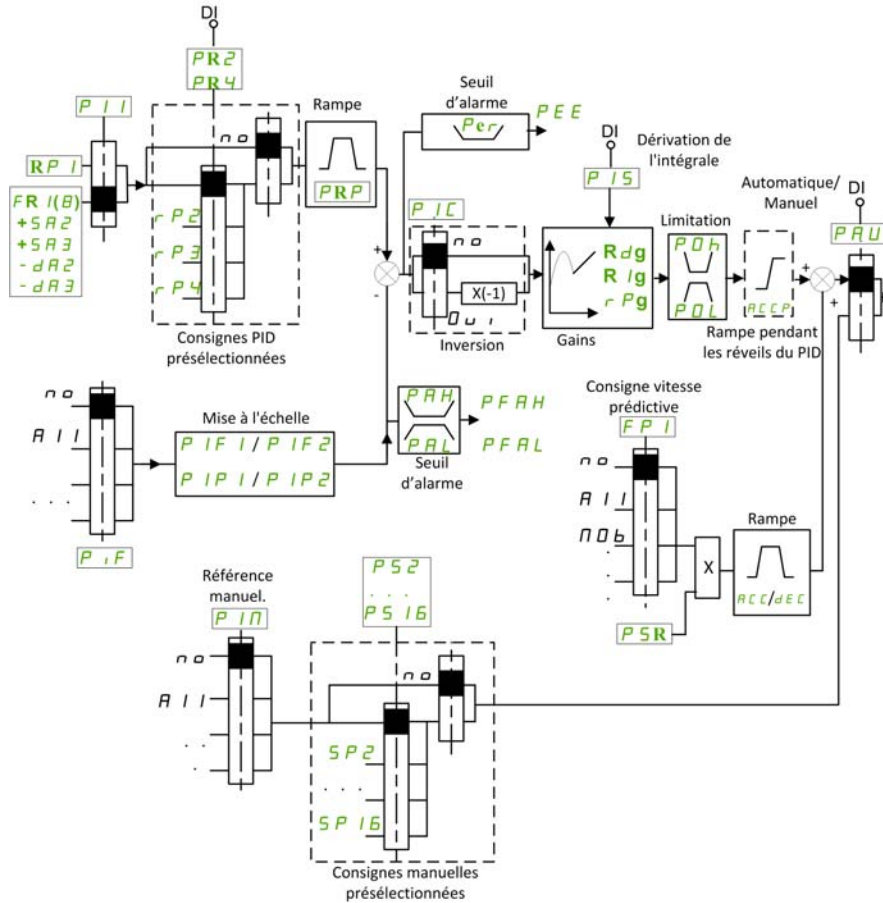 DI
PR2
PR4
PII
RP1
FR1(B)
+SA2
+SA3
-dA2
-dA3
no
rP2
rP3
rP4
Consignes PID
présélectionnées
Rampe
PRP
+
-
Seuil
d'alarme
Per
PEE
PIC
no
X(-1)
OuI
Inversion
DI
Dérivation de
l'intégrale
PIS
Rdg
RIg
rPg
Gains
Limitation
POh
POL
ACCP
Rampe pendant
les réveils du PID
Automatique/
Manuel
DI
PAU
+
+
no
AI1
. . .
PiF
Mise à l'échelle
PIF1/PIF2
PIP1/PIP2
PAH
PAL
Seuil
d'alarme
PFAH
PFAL
Consigne vitesse
prédictive
FPI
no
AI1
MOb
.
.
PSR
X
Rampe
ACC/dEC
Référence
manuel.
PIM
no
AI1
. .
.
PS2
. . .
PS16
no
SP2
. . .
SP16
Consignes manuelles
présélectionnées